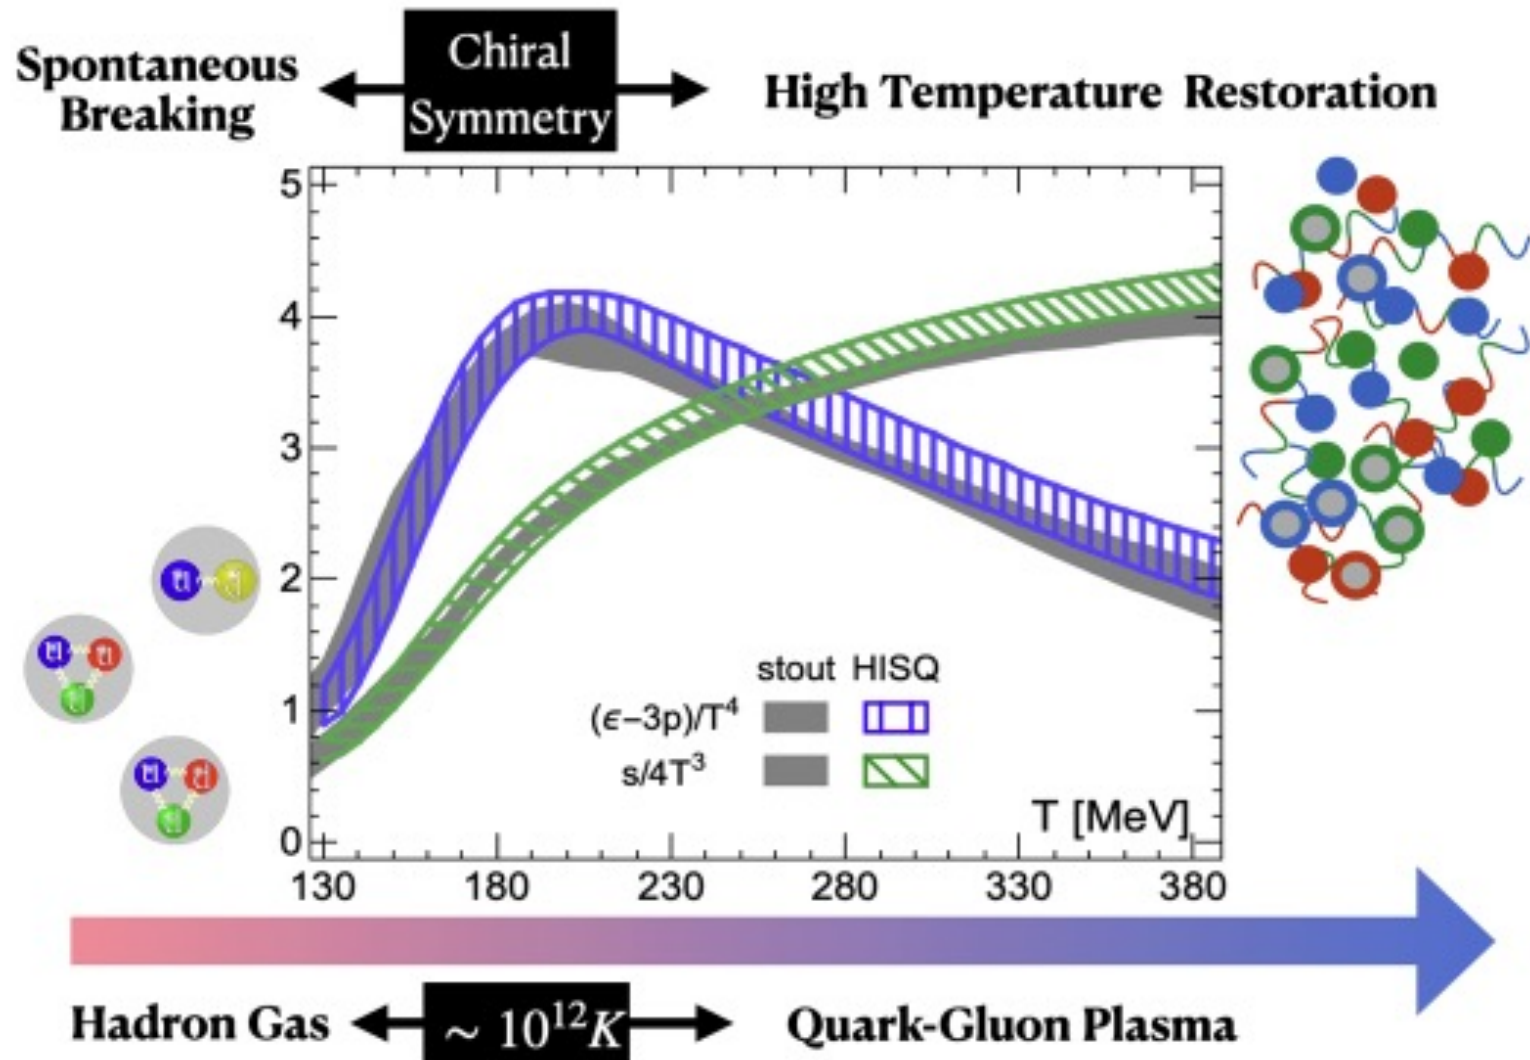 Spontaneous
Breaking
Chiral
Symmetry
High Temperature Restoration
5
4
3
2
1
0
stout HISQ
(ϵ−3p)/T⁴
s/4T³
T [MeV]
130 180 230 280 330 380
Hadron Gas
~ 10¹²K
Quark-Gluon Plasma